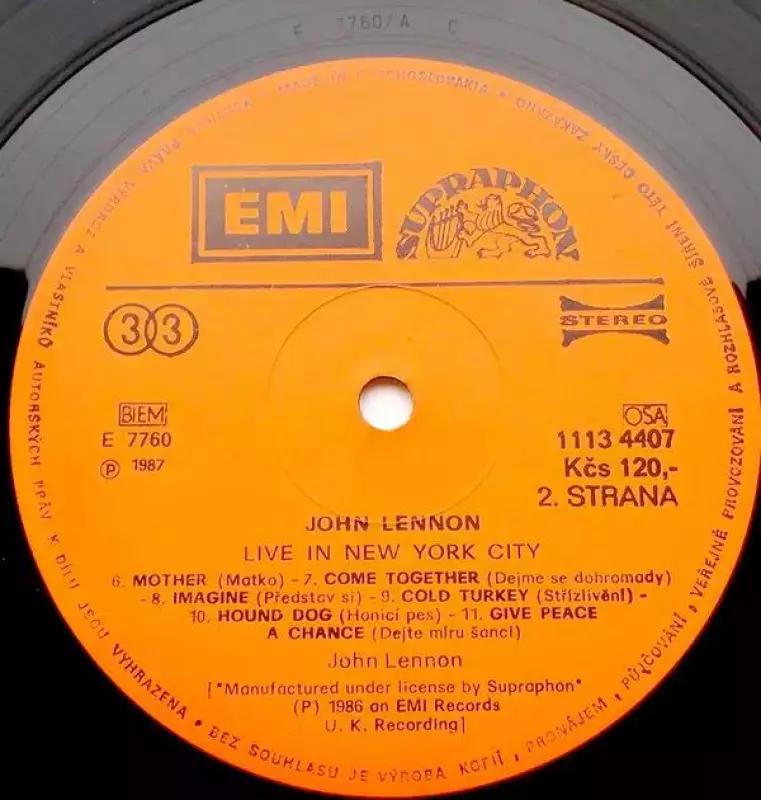 E 7760/A C
EMI
SUPRAPHON
33
STEREO
BIEM
E 7760
Ⓟ 1987
OSA
1113 4407
Kčs 120,-
2. STRANA
JOHN LENNON
LIVE IN NEW YORK CITY
6. MOTHER (Matko) - 7. COME TOGETHER (Dejme se dohromady)
- 8. IMAGINE (Představ si) - 9. COLD TURKEY (Střízlivění) -
10. HOUND DOG (Honicí pes) - 11. GIVE PEACE
A CHANCE (Dejte míru šanci)
John Lennon
["Manufactured under license by Supraphon"
(P) 1986 an EMI Records
U. K. Recording]
MADE IN CZECHOSLOVAKIA • VŠECHNA PRÁVA VÝROBCE A VLASTNÍKŮ AUTORSKÝCH PRÁV K DÍLU JSOU VYHRAZENA • BEZ SOUHLASU JE VÝROBA KOPIÍ, PRONÁJEM, PŮJČOVÁNÍ, VEŘEJNÉ PROVOZOVÁNÍ A ROZHLASOVÉ ŠÍŘENÍ TÉTO DESKY ZAKÁZÁNO •